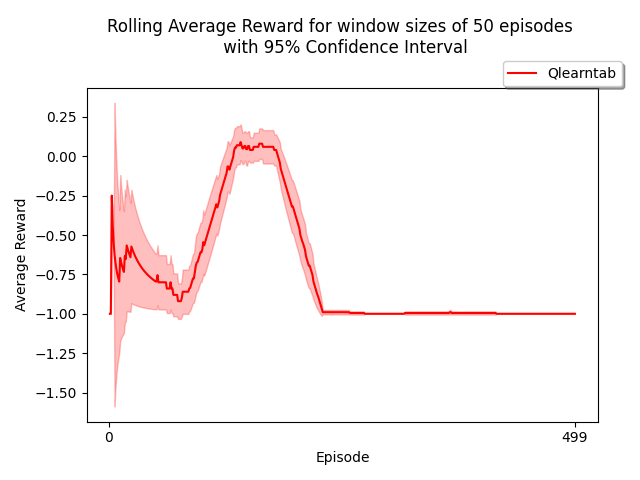 Rolling Average Reward for window sizes of 50 episodes
with 95% Confidence Interval
Qlearntab
0.25
0.00
−0.25
−0.50
−0.75
−1.00
−1.25
−1.50
Average Reward
0
499
Episode